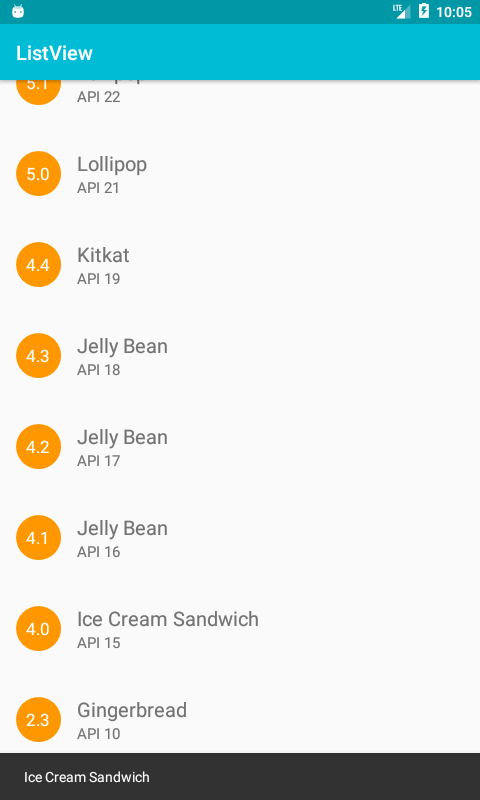 LTE 10:05
ListView
5.1
API 22
5.0
Lollipop
API 21
4.4
Kitkat
API 19
4.3
Jelly Bean
API 18
4.2
Jelly Bean
API 17
4.1
Jelly Bean
API 16
4.0
Ice Cream Sandwich
API 15
2.3
Gingerbread
API 10
Ice Cream Sandwich